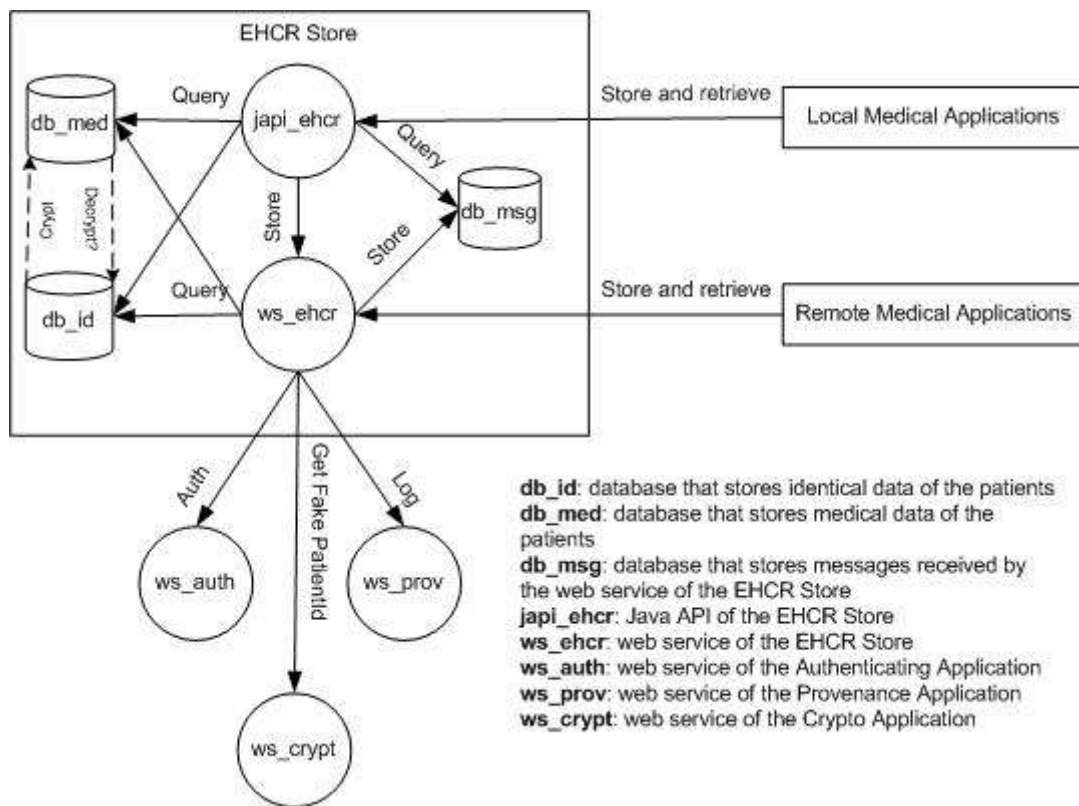 EHCR Store
Query
db_med
japi_ehcr
Store and retrieve
Local Medical Applications
Query
Crypt
Decrypt?
Store
db_msg
Store
Query
db_id
ws_ehcr
Store and retrieve
Remote Medical Applications
Auth
Get Fake PatientId
Log
ws_auth
ws_prov
ws_crypt
db_id: database that stores identical data of the patients
db_med: database that stores medical data of the
patients
db_msg: database that stores messages received by
the web service of the EHCR Store
japi_ehcr: Java API of the EHCR Store
ws_ehcr: web service of the EHCR Store
ws_auth: web service of the Authenticating Application
ws_prov: web service of the Provenance Application
ws_crypt: web service of the Crypto Application